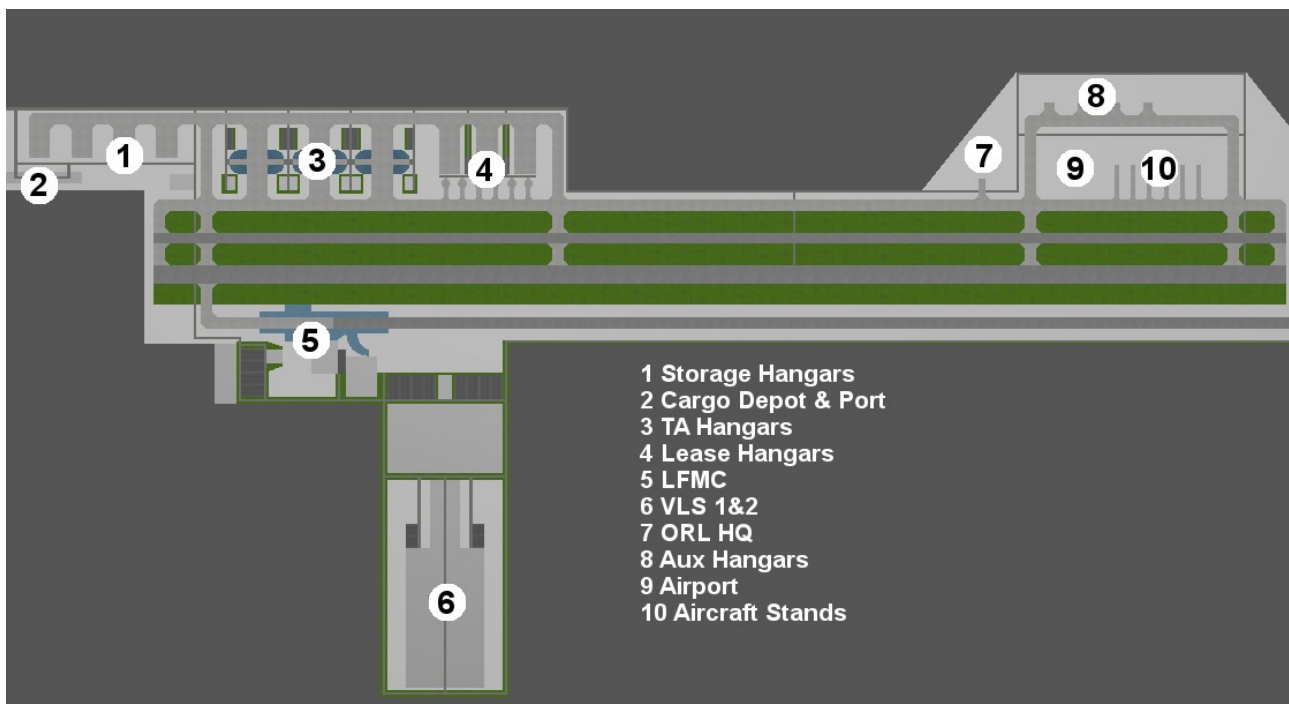 8
1
3
4
7
9
10
2
5
1 Storage Hangars
2 Cargo Depot & Port
3 TA Hangars
4 Lease Hangars
5 LFMC
6 VLS 1&2
7 ORL HQ
8 Aux Hangars
9 Airport
10 Aircraft Stands
6